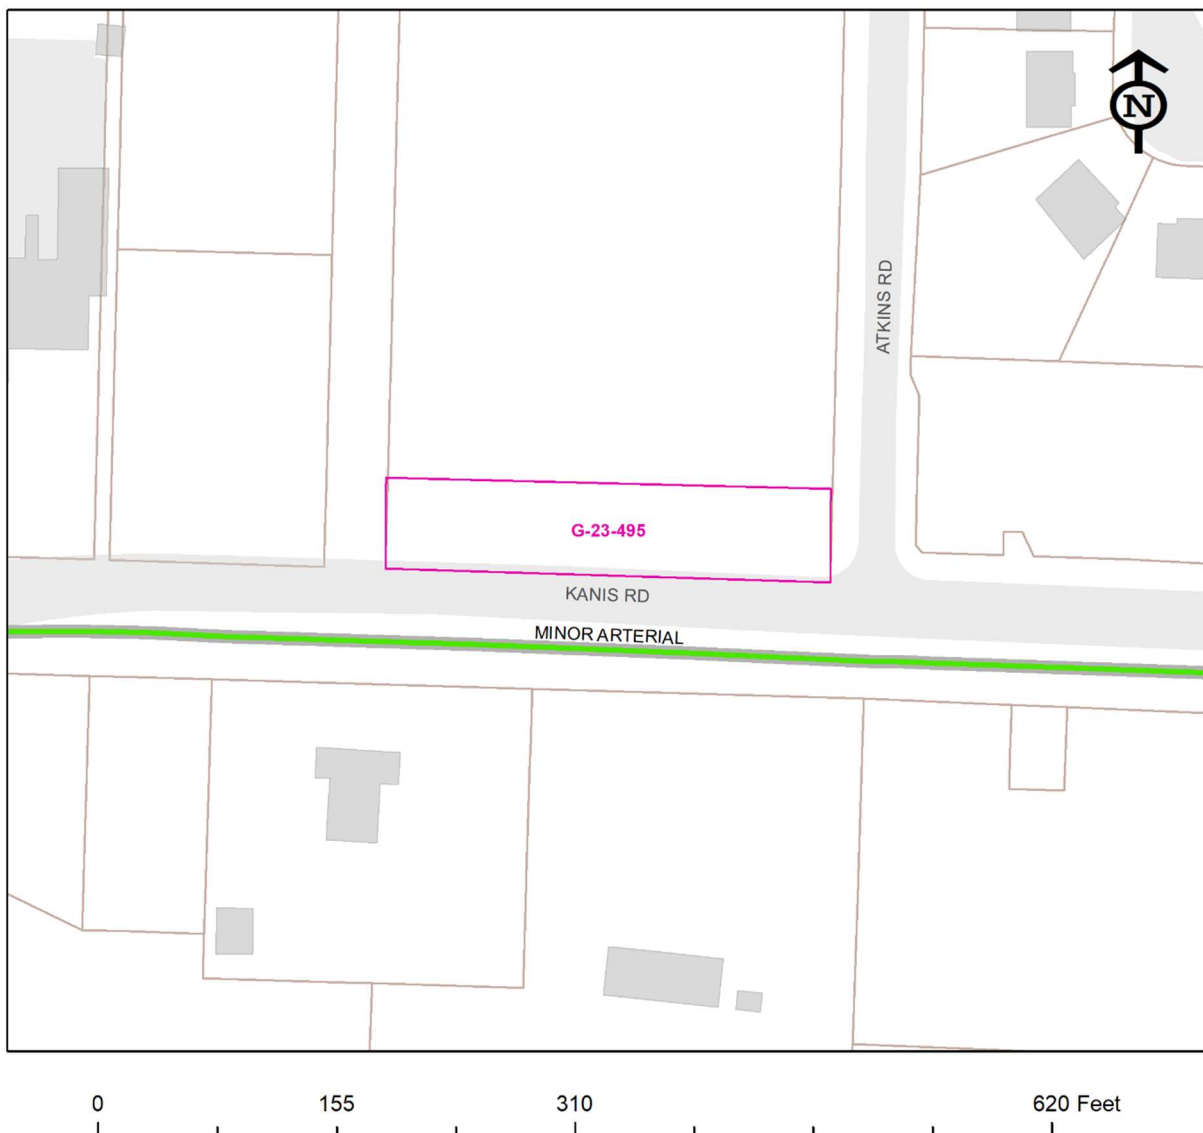 N
ATKINS RD
G-23-495
KANIS RD
MINOR ARTERIAL
0 155 310 620 Feet